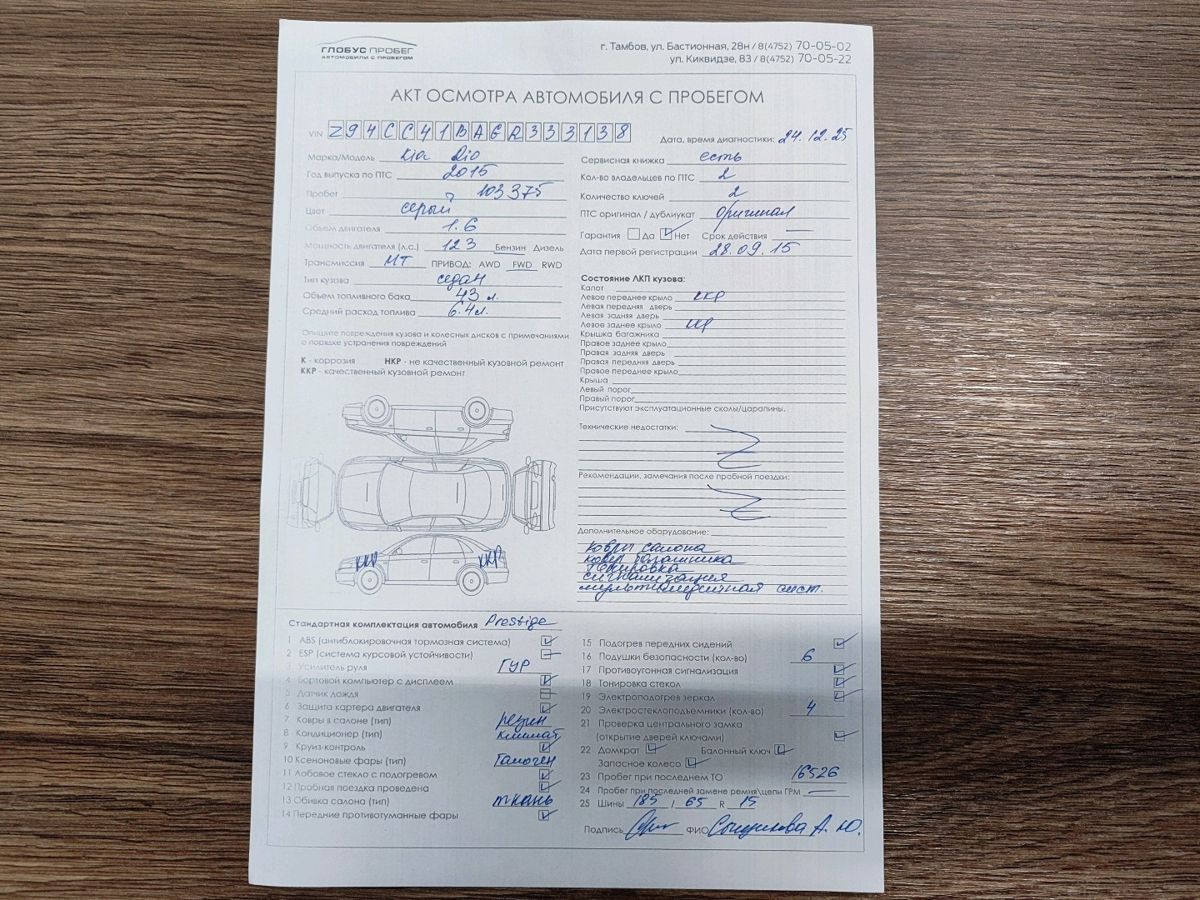 ГЛОБУС ПРОБЕГ
АВТОМОБИЛИ С ПРОБЕГОМ
г. Тамбов, ул. Бастионная, 28н / 8(4752) 70-05-02
ул. Киквидзе, 83 / 8(4752) 70-05-22
АКТ ОСМОТРА АВТОМОБИЛЯ С ПРОБЕГОМ
VIN Z94CC41BAGR333138
Дата, время диагностики: 24.12.25
Марка/Модель Kia Rio
Год выпуска по ПТС 2015
Пробег 103375
Цвет серый
Объем двигателя 1.6
Мощность двигателя (л.с.) 123 Бензин Дизель
Трансмиссия МТ ПРИВОД: AWD FWD RWD
Тип кузова седан
Объем топливного бака 43 л.
Средний расход топлива 6.4л.
Опишите повреждения кузова и колесных дисков с примечаниями
о порядке устранения повреждений
К - коррозия НКР - не качественный кузовной ремонт
ККР - качественный кузовной ремонт
ККР ККР
Сервисная книжка есть
Кол-во владельцев по ПТС 2
Количество ключей 2
ПТС оригинал / дубликат Оригинал
Гарантия Да Нет Срок действия —
Дата первой регистрации 28.09.15
Состояние ЛКП кузова:
Капот
Левое переднее крыло ККР
Левая передняя дверь
Левая задняя дверь
Левое заднее крыло
Крышка багажника
Правое заднее крыло
Правая задняя дверь
Правая передняя дверь
Правое переднее крыло
Крыша
Левый порог
Правый порог
Присутствуют эксплуатационные сколы/царапины.
Технические недостатки:
Рекомендации, замечания после пробной поездки:
Дополнительное оборудование:
ковры салона
ковер багажника
тонировка
сигнализация
мультимедийная сист.
Стандартная комплектация автомобиля Prestige
1 ABS (антиблокировочная тормозная система)
2 ESP (система курсовой устойчивости)
3 Усилитель руля ГУР
4 Бортовой компьютер с дисплеем
5 Датчик дождя
6 Защита картера двигателя
7 Ковры в салоне (тип) резин
8 Кондиционер (тип) климат
9 Круиз-контроль
10 Ксеноновые фары (тип) Галоген
11 Лобовое стекло с подогревом
12 Пробная поездка проведена
13 Обивка салона (тип) ткань
14 Передние противотуманные фары
15 Подогрев передних сидений
16 Подушки безопасности (кол-во) 6
17 Противоугонная сигнализация
18 Тонировка стекол
19 Электроподогрев зеркал
20 Электростеклоподъемники (кол-во) 4
21 Проверка центрального замка
(открытие дверей ключами)
22 Домкрат Балонный ключ
Запасное колесо
23 Пробег при последнем ТО 16526
24 Пробег при последней замене ремня\цепи ГРМ —
25 Шины 185 / 65 R 15
Подпись ФИО А. Ю.